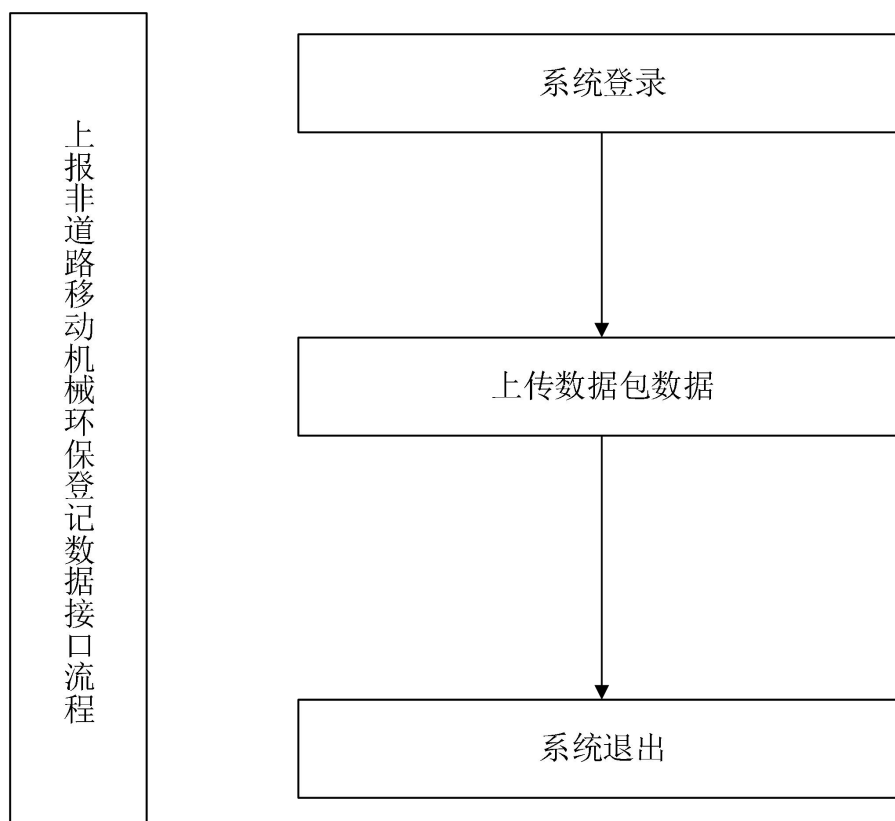 上报非道路移动机械环保登记数据接口流程
系统登录
上传数据包数据
系统退出